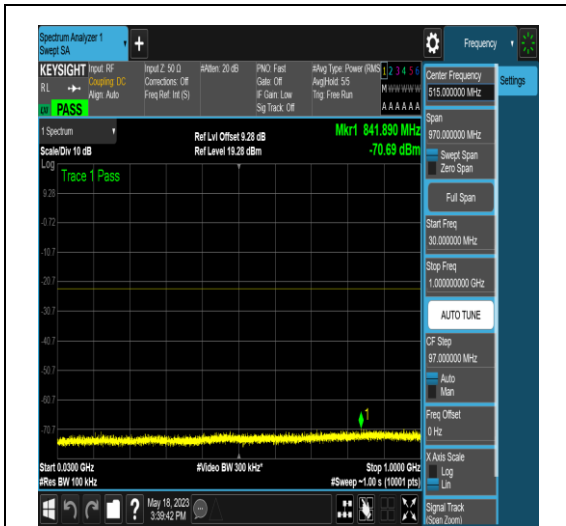 Spectrum Analyzer 1
Swept SA
+
Frequency
KEYSIGHT
RL
PASS
Input: RF
Coupling: DC
Align: Auto
Input Z: 50 Ω
Corrections: Off
Freq Ref: Int (S)
#Atten: 20 dB
PNO: Fast
Gate: Off
IF Gain: Low
Sig Track: Off
#Avg Type: Power (RMS
Avg|Hold: 5/5
Trig: Free Run
1 2 3 4 5 6
M W W W W W
A A A A A A
1 Spectrum
Scale/Div 10 dB
Ref Lvl Offset 9.28 dB
Ref Level 19.28 dBm
Mkr1 841.890 MHz
-70.69 dBm
Log
Trace 1 Pass
9.28
-0.72
-10.7
-20.7
-30.7
-40.7
-50.7
-60.7
-70.7
1
Start 0.0300 GHz
#Res BW 100 kHz
#Video BW 300 kHz*
Stop 1.0000 GHz
#Sweep ~1.00 s (10001 pts)
May 18, 2023
3:39:42 PM
?
Settings
Center Frequency
515.000000 MHz
Span
970.000000 MHz
Swept Span
Zero Span
Full Span
Start Freq
30.000000 MHz
Stop Freq
1.000000000 GHz
AUTO TUNE
CF Step
97.000000 MHz
Auto
Man
Freq Offset
0 Hz
X Axis Scale
Log
Lin
Signal Track
(Span Zoom)